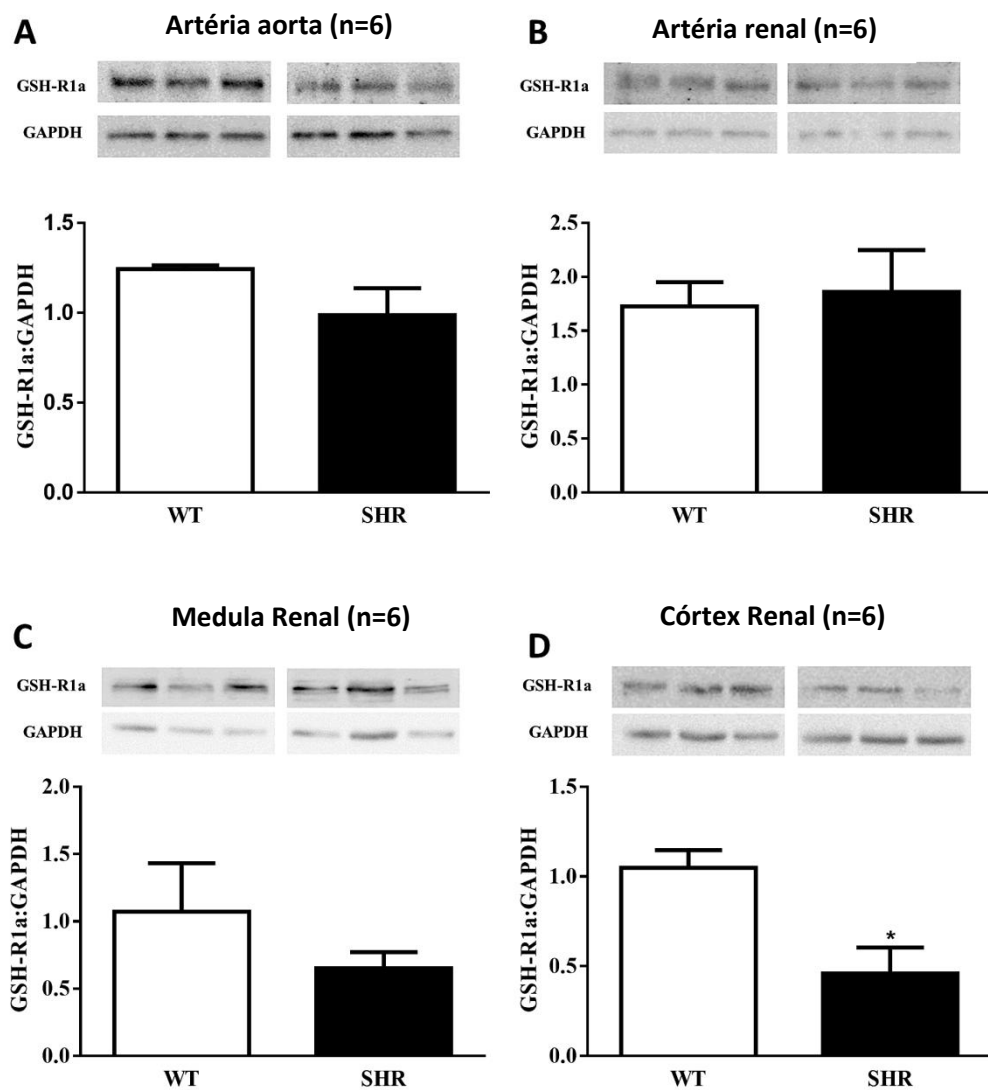 A
Artéria aorta (n=6)
GSH-R1a
GAPDH
1.5
1.0
0.5
0.0
GSH-R1a:GAPDH
WT
SHR
B
Artéria renal (n=6)
GSH-R1a
GAPDH
2.5
2.0
1.5
1.0
0.5
0.0
GSH-R1a:GAPDH
WT
SHR
C
Medula Renal (n=6)
GSH-R1a
GAPDH
2.0
1.5
1.0
0.5
0.0
GSH-R1a:GAPDH
WT
SHR
D
Córtex Renal (n=6)
GSH-R1a
GAPDH
1.5
1.0
0.5
0.0
GSH-R1a:GAPDH
*
WT
SHR